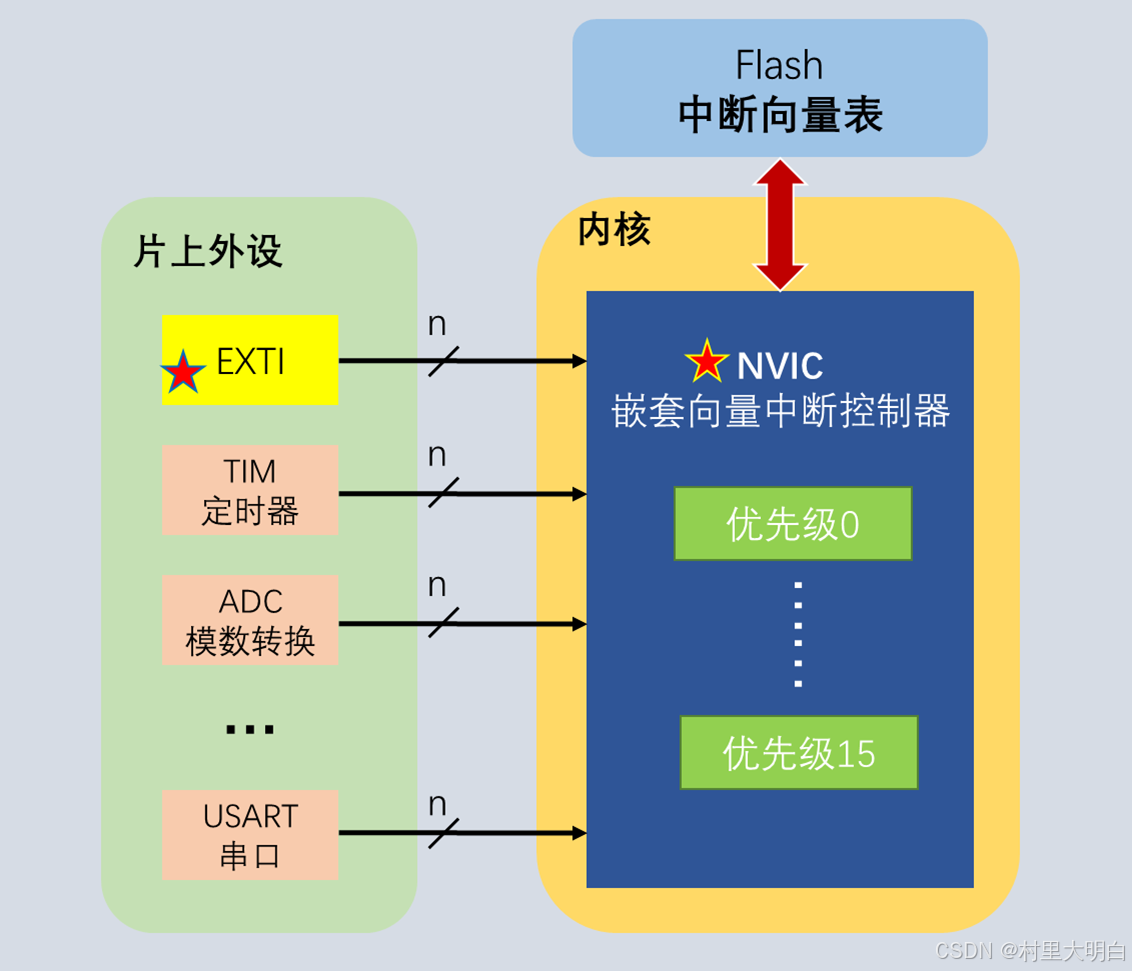 Flash
中断向量表
片上外设
内核
EXTI
n
NVIC
嵌套向量中断控制器
TIM
定时器
n
优先级0
ADC
模数转换
n
...
优先级15
USART
串口
n
CSDN @村里大明白